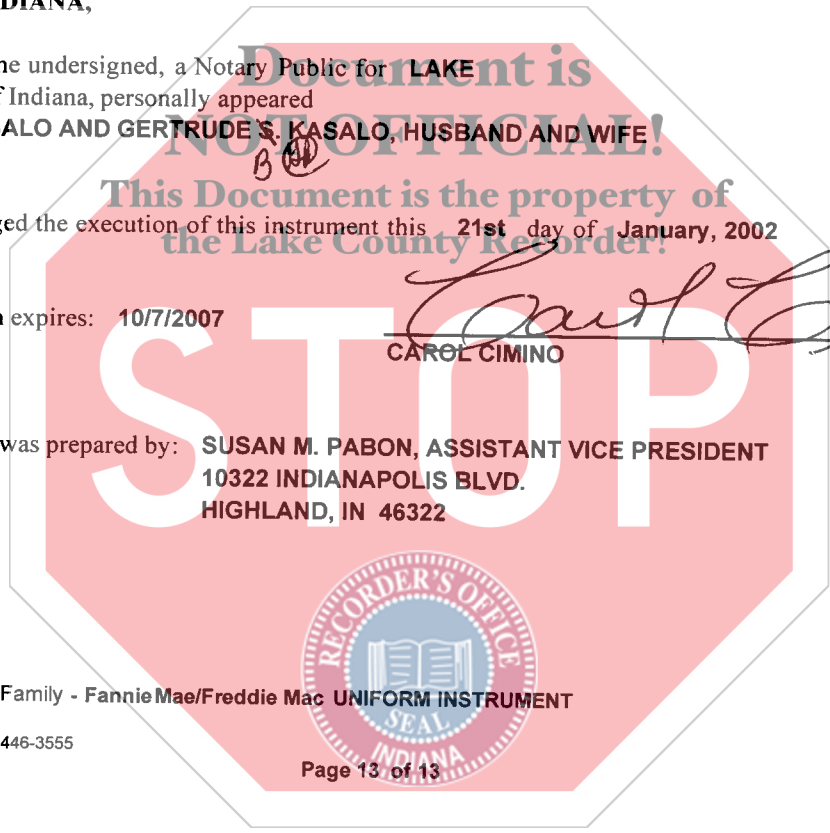 DIANA,
Document is
ne undersigned, a Notary Public for LAKE
f Indiana, personally appeared
NOT OFFICIAL!
ALO AND GERTRUDE S. KASALO, HUSBAND AND WIFE
B
This Document is the property of
ged the execution of this instrument this 21st day of January, 2002
the Lake County Recorder!
n expires: 10/7/2007
CAROL CIMINO
STOP
was prepared by: SUSAN M. PABON, ASSISTANT VICE PRESIDENT
10322 INDIANAPOLIS BLVD.
HIGHLAND, IN 46322
RECORDER'S OFFICE
SEAL
INDIANA
Family - Fannie Mae/Freddie Mac UNIFORM INSTRUMENT
446-3555
Page 13 of 13